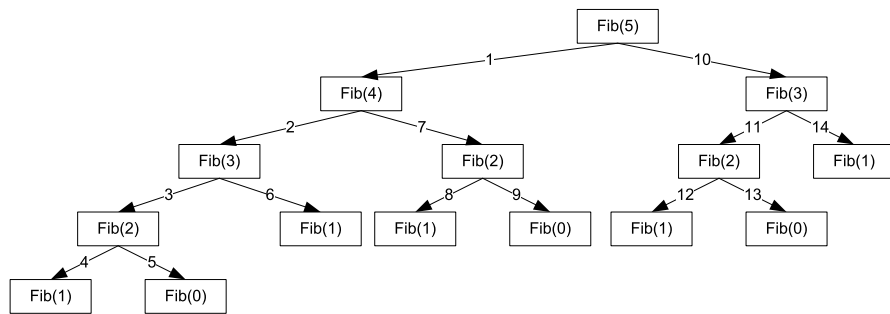 Fib(5)
1 10
Fib(4) Fib(3)
2 7 11 14
Fib(3) Fib(2) Fib(2) Fib(1)
3 6 8 9 12 13
Fib(2) Fib(1) Fib(1) Fib(0) Fib(1) Fib(0)
4 5
Fib(1) Fib(0)